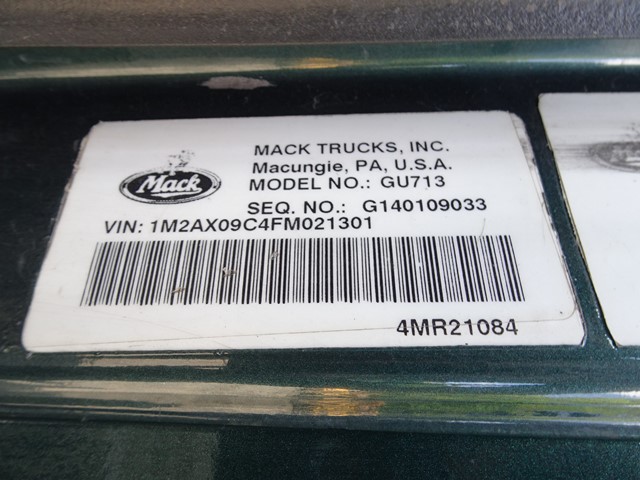 Mack
MACK TRUCKS, INC.
Macungie, PA, U.S.A.
MODEL NO.: GU713
SEQ. NO.: G140109033
VIN: 1M2AX09C4FM021301
4MR21084